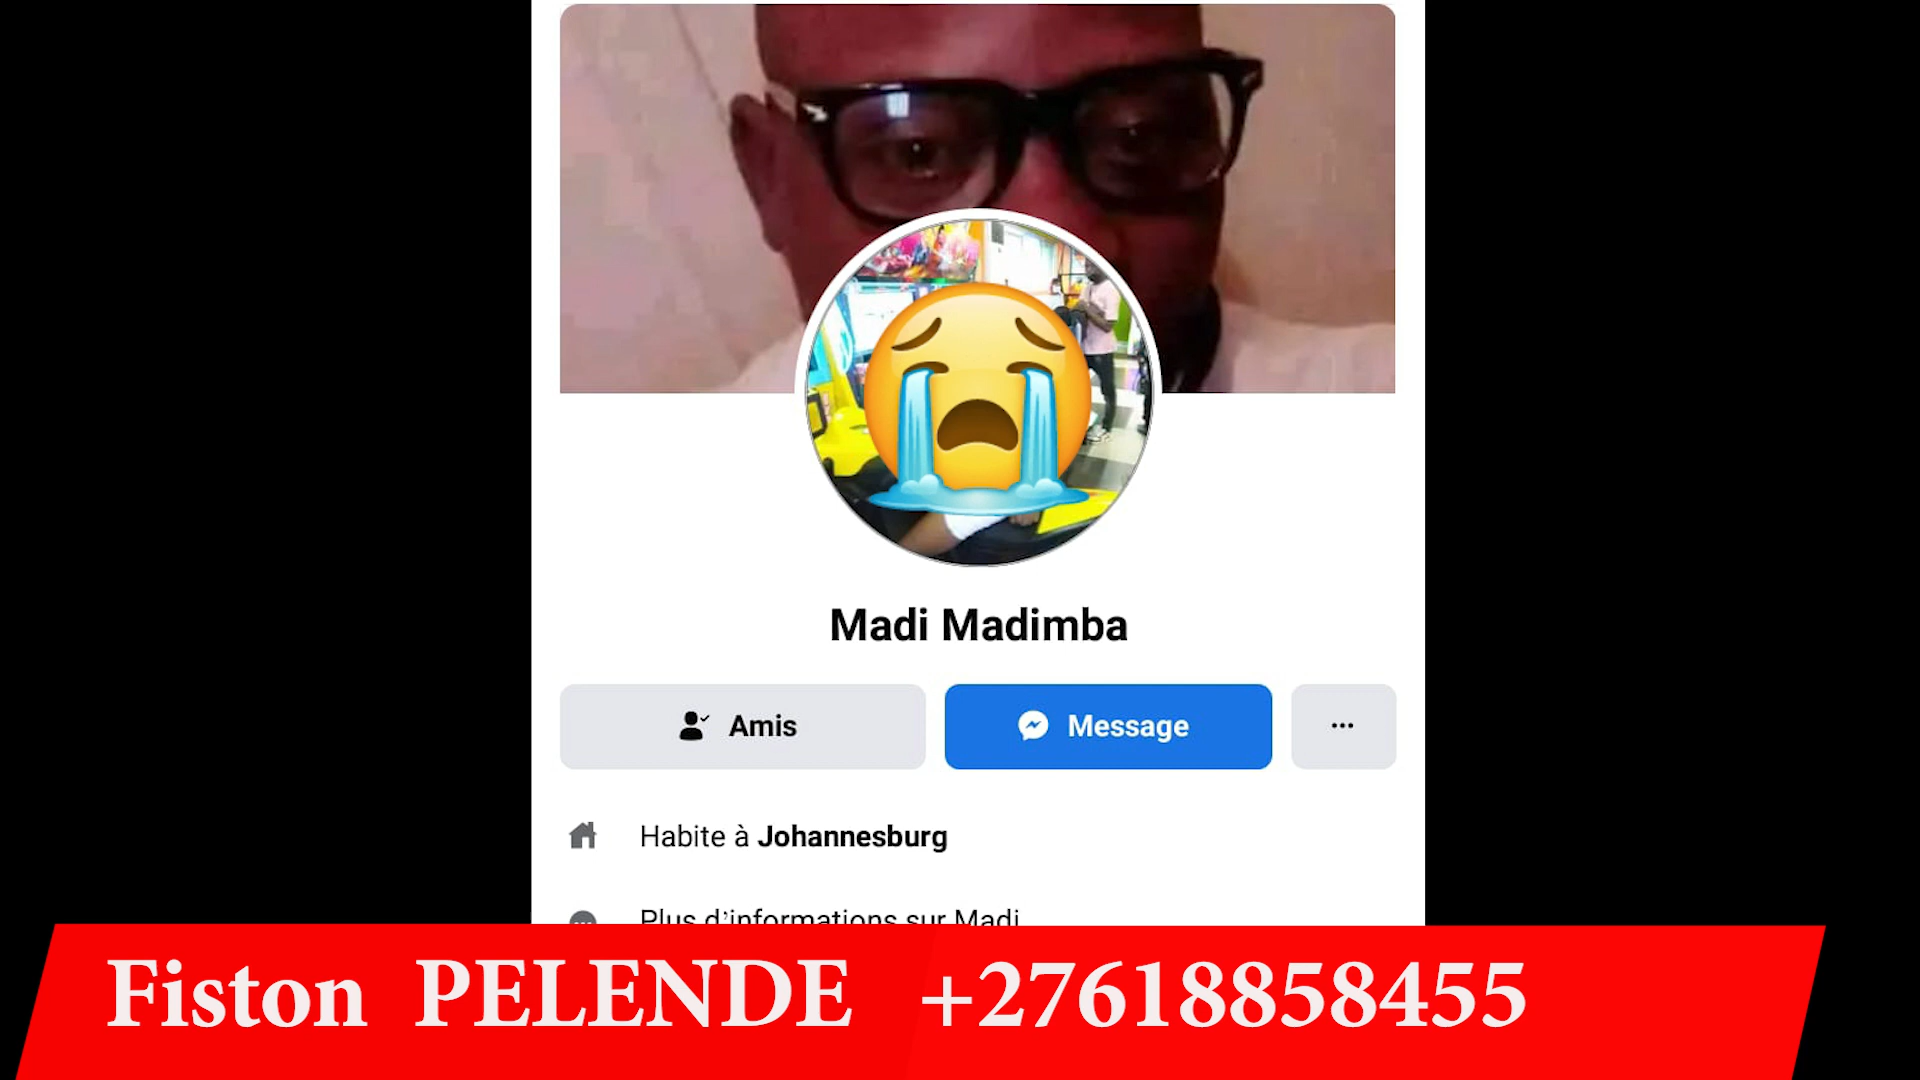 Madi Madimba
Amis
Message
Habite à Johannesburg
Plus d'informations sur Madi
Fiston PELENDE +27618858455